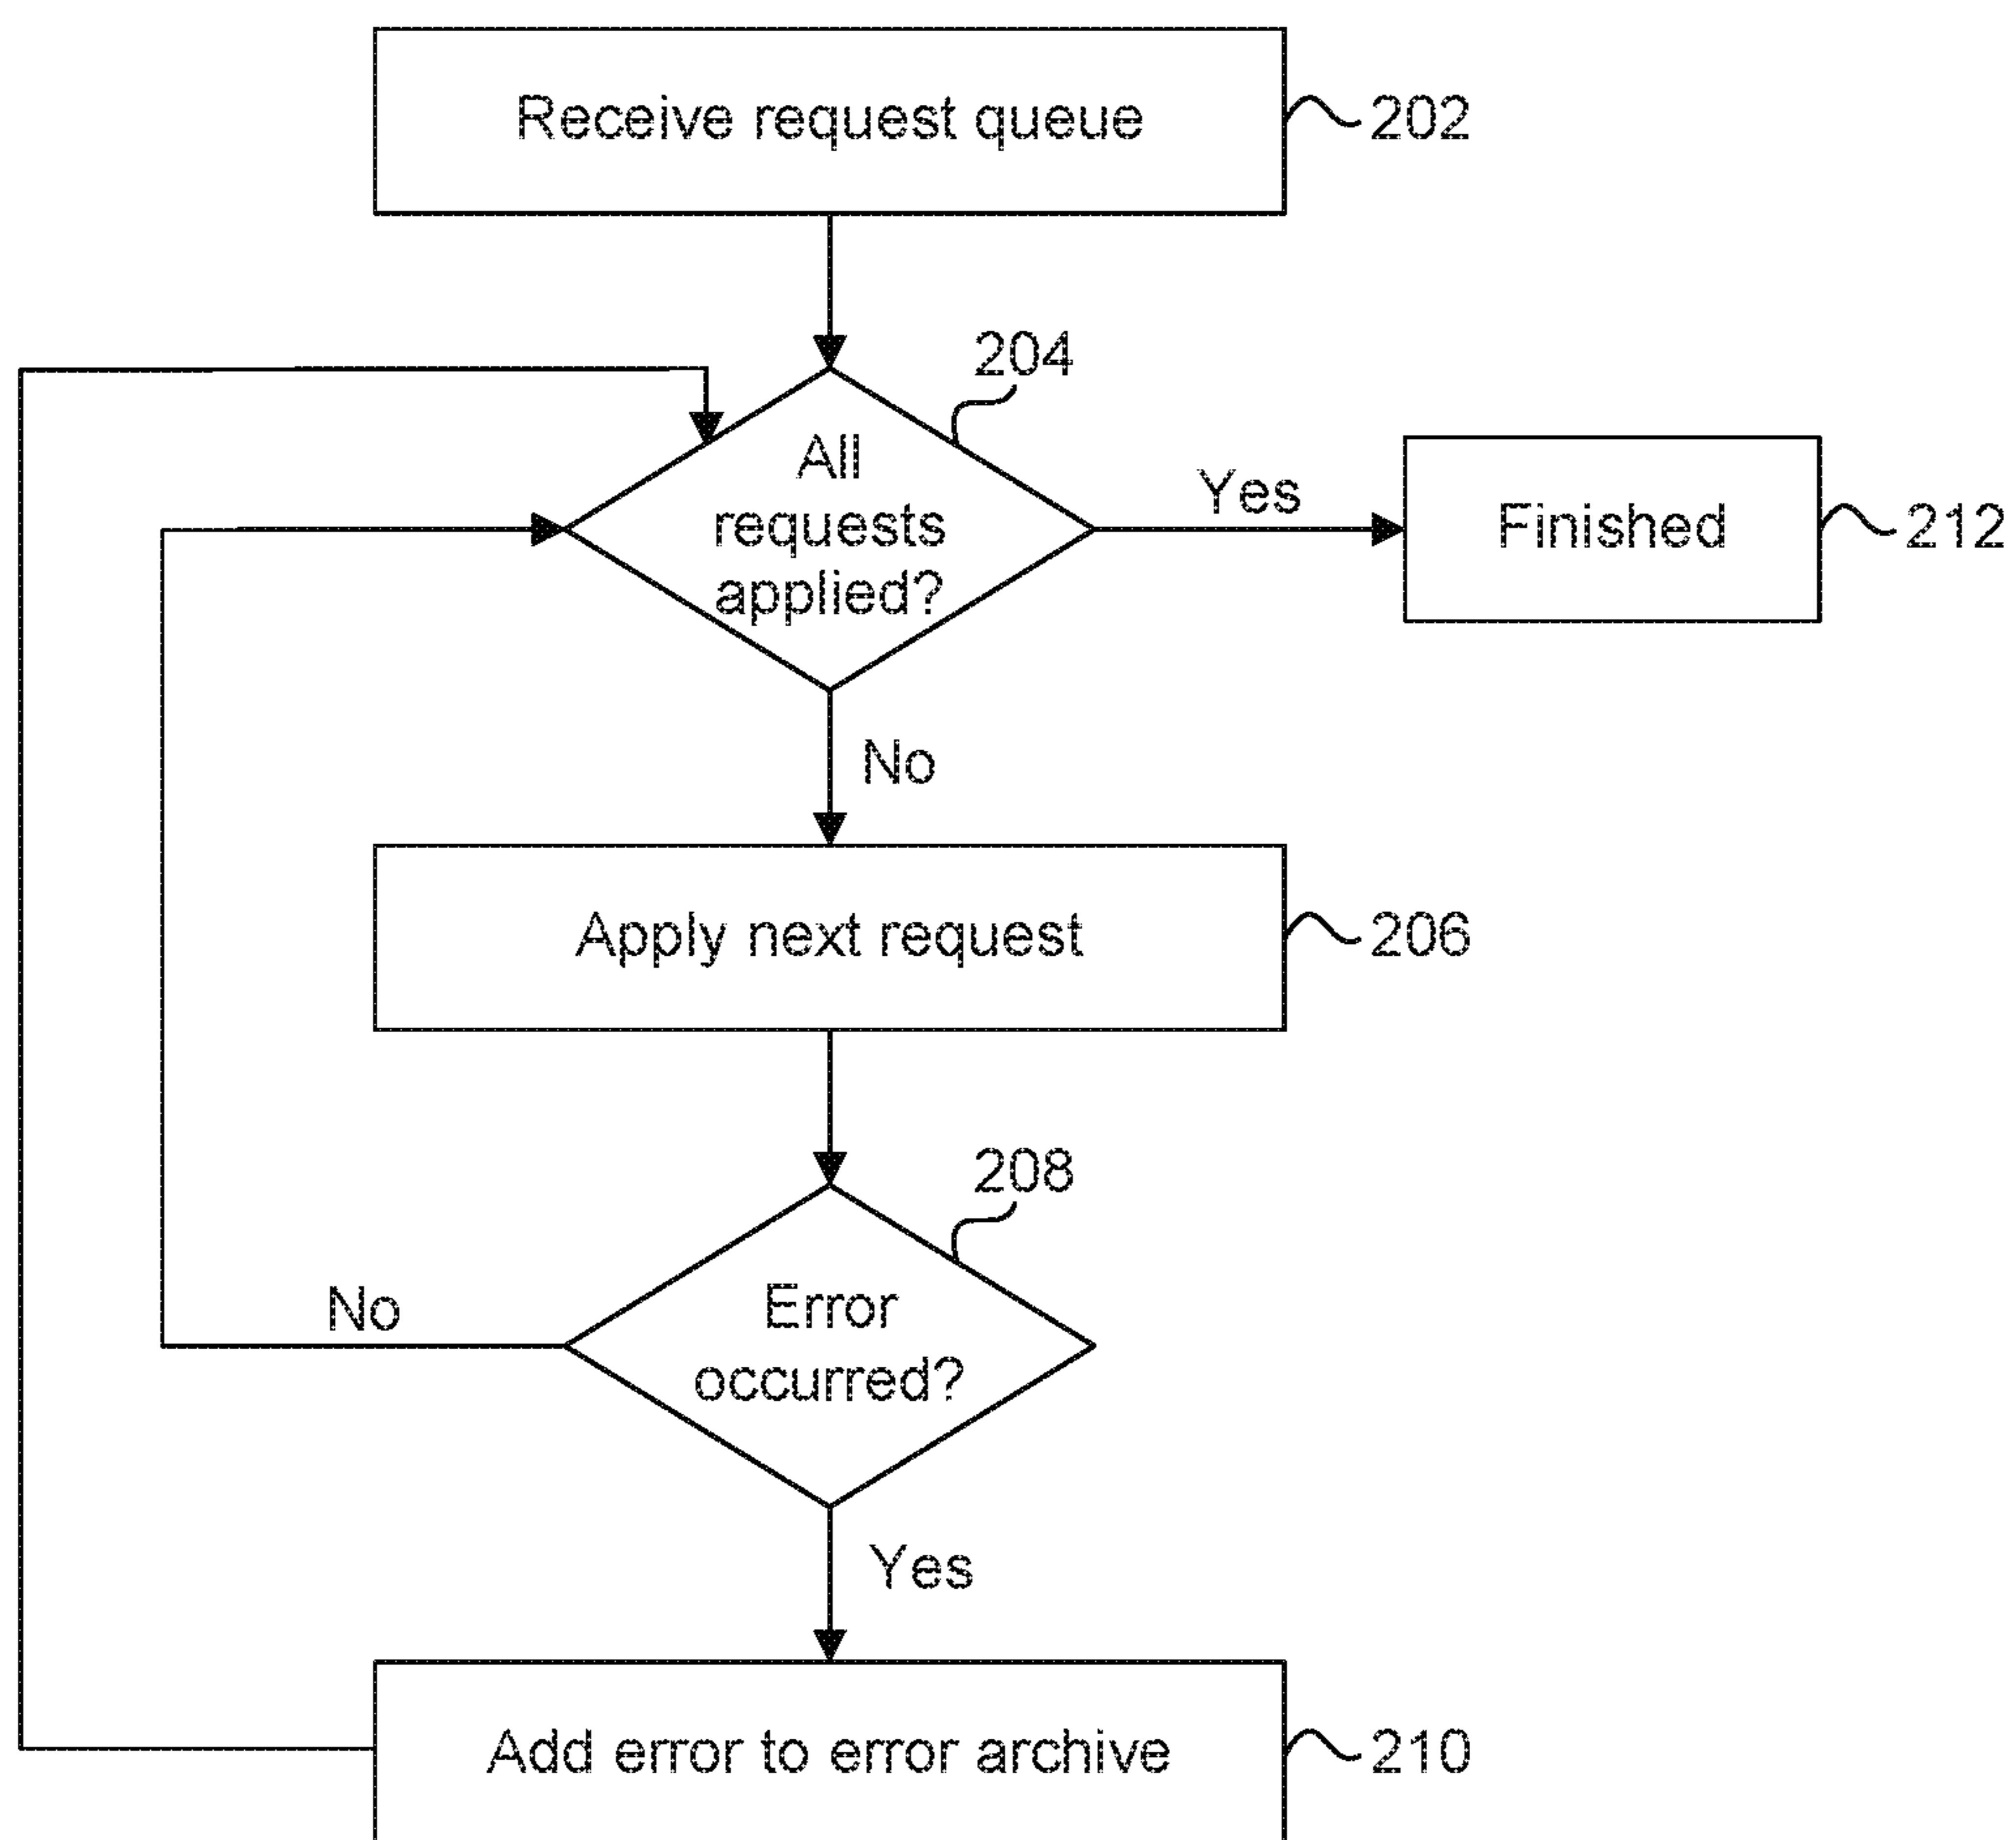 Receive request queue
202
204
All
requests
applied?
Yes
Finished
212
No
Apply next request
206
208
Error
occurred?
No
Yes
Add error to error archive
210